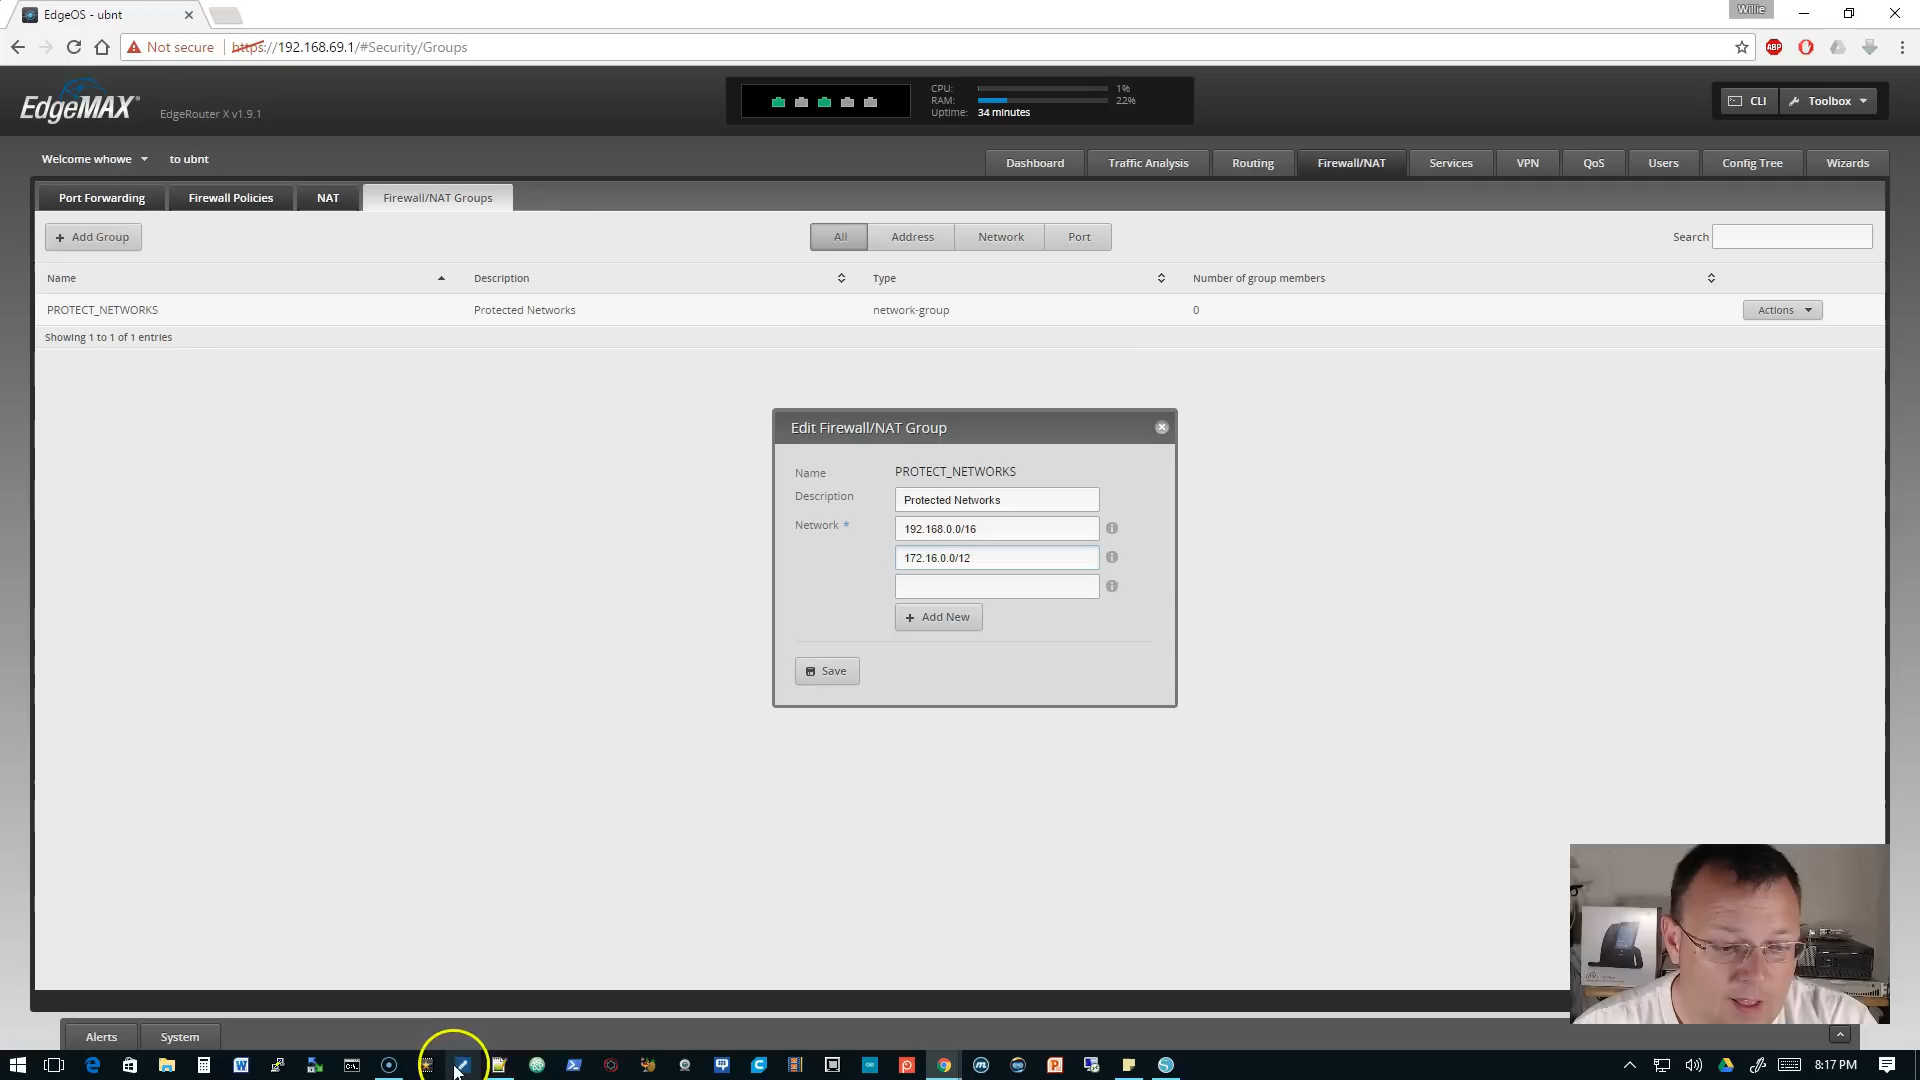 EdgeOS - ubnt
Willie
Not secure https://192.168.69.1/#Security/Groups
ABP
EdgeMAX
EdgeRouter X v1.9.1
CPU: 1%
RAM: 22%
Uptime: 34 minutes
CLI
Toolbox
Welcome whowe to ubnt
Dashboard
Traffic Analysis
Routing
Firewall/NAT
Services
VPN
QoS
Users
Config Tree
Wizards
Port Forwarding
Firewall Policies
NAT
Firewall/NAT Groups
+ Add Group
All
Address
Network
Port
Search
Name
Description
Type
Number of group members
PROTECT_NETWORKS
Protected Networks
network-group
0
Actions
Showing 1 to 1 of 1 entries
Edit Firewall/NAT Group
Name PROTECT_NETWORKS
Description Protected Networks
Network * 192.168.0.0/16
172.16.0.0/12
+ Add New
Save
Alerts
System
8:17 PM